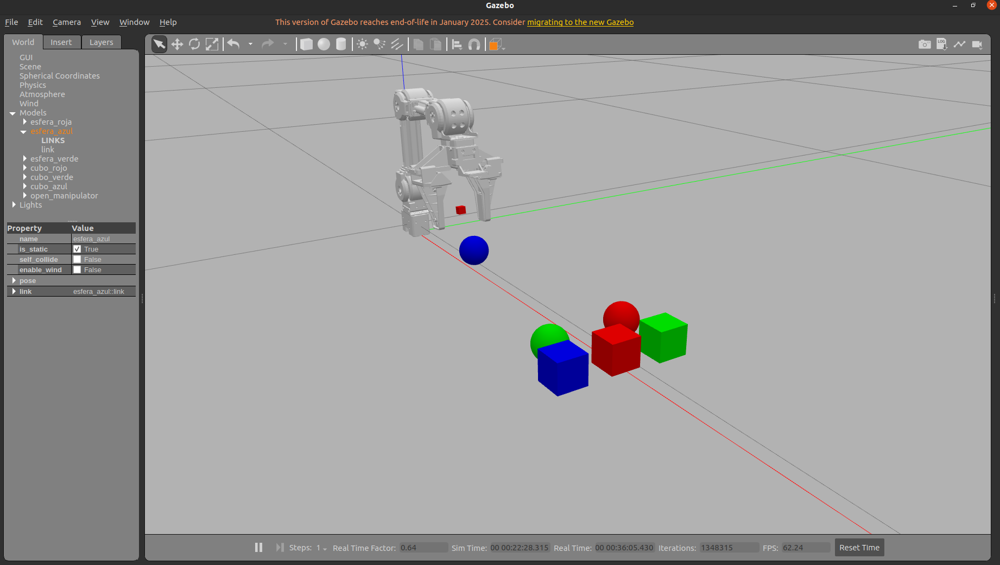 Gazebo
File Edit Camera View Window Help
This version of Gazebo reaches end-of-life in January 2025. Consider migrating to the new Gazebo
World Insert Layers
LOG
GUI
Scene
Spherical Coordinates
Physics
Atmosphere
Wind
Models
esfera_roja
esfera_azul
LINKS
link
esfera_verde
cubo_rojo
cubo_verde
cubo_azul
open_manipulator
Lights
Property Value
name esfera_azul
is_static True
self_collide False
enable_wind False
pose
link esfera_azul::link
Steps: 1 Real Time Factor: 0.64 Sim Time: 00 00:22:28.315 Real Time: 00 00:36:05.430 Iterations: 1348315 FPS: 62.24 Reset Time